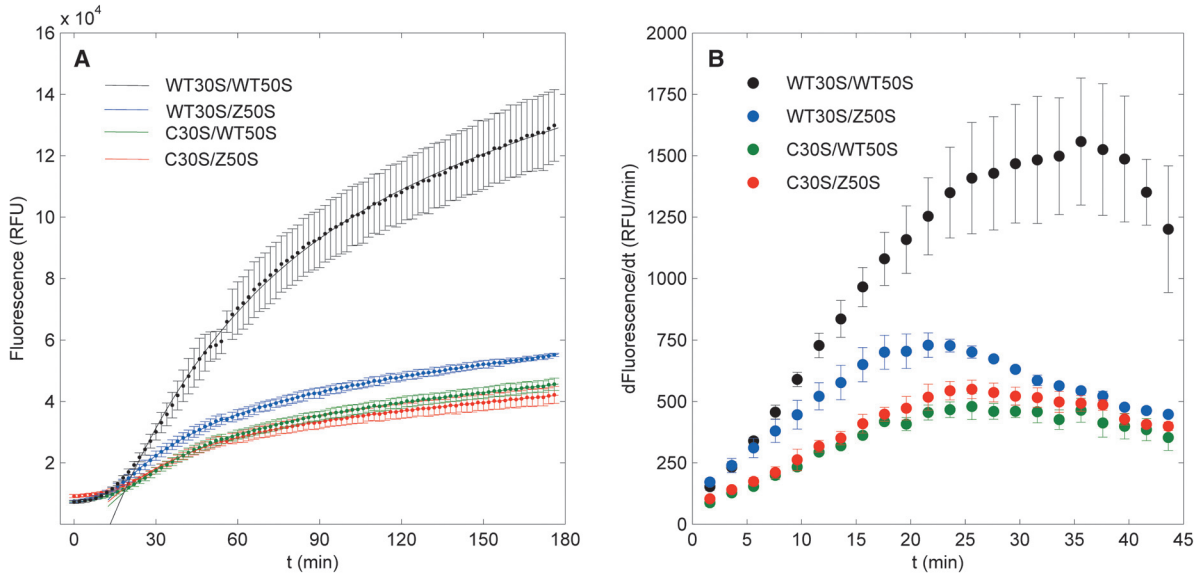 x 10⁴
16
14
12
10
8
6
4
2
A
WT30S/WT50S
WT30S/Z50S
C30S/WT50S
C30S/Z50S
Fluorescence (RFU)
0 30 60 90 120 150 180
t (min)
2000
1750
1500
1250
1000
750
500
250
0
B
WT30S/WT50S
WT30S/Z50S
C30S/WT50S
C30S/Z50S
dFluorescence/dt (RFU/min)
0 5 10 15 20 25 30 35 40 45
t (min)